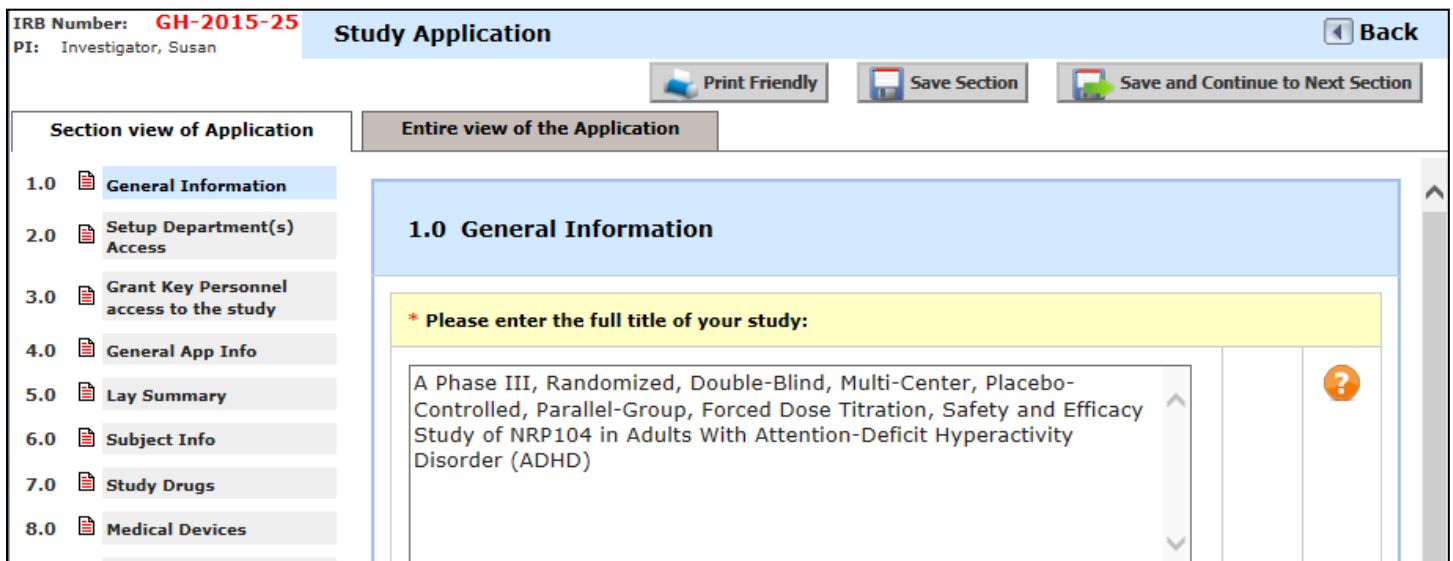 IRB Number: GH-2015-25
PI: Investigator, Susan
Study Application
Back
Print Friendly
Save Section
Save and Continue to Next Section
Section view of Application
Entire view of the Application
1.0 General Information
2.0 Setup Department(s)
Access
3.0 Grant Key Personnel
access to the study
4.0 General App Info
5.0 Lay Summary
6.0 Subject Info
7.0 Study Drugs
8.0 Medical Devices
1.0 General Information
* Please enter the full title of your study:
A Phase III, Randomized, Double-Blind, Multi-Center, Placebo-
Controlled, Parallel-Group, Forced Dose Titration, Safety and Efficacy
Study of NRP104 in Adults With Attention-Deficit Hyperactivity
Disorder (ADHD)
?